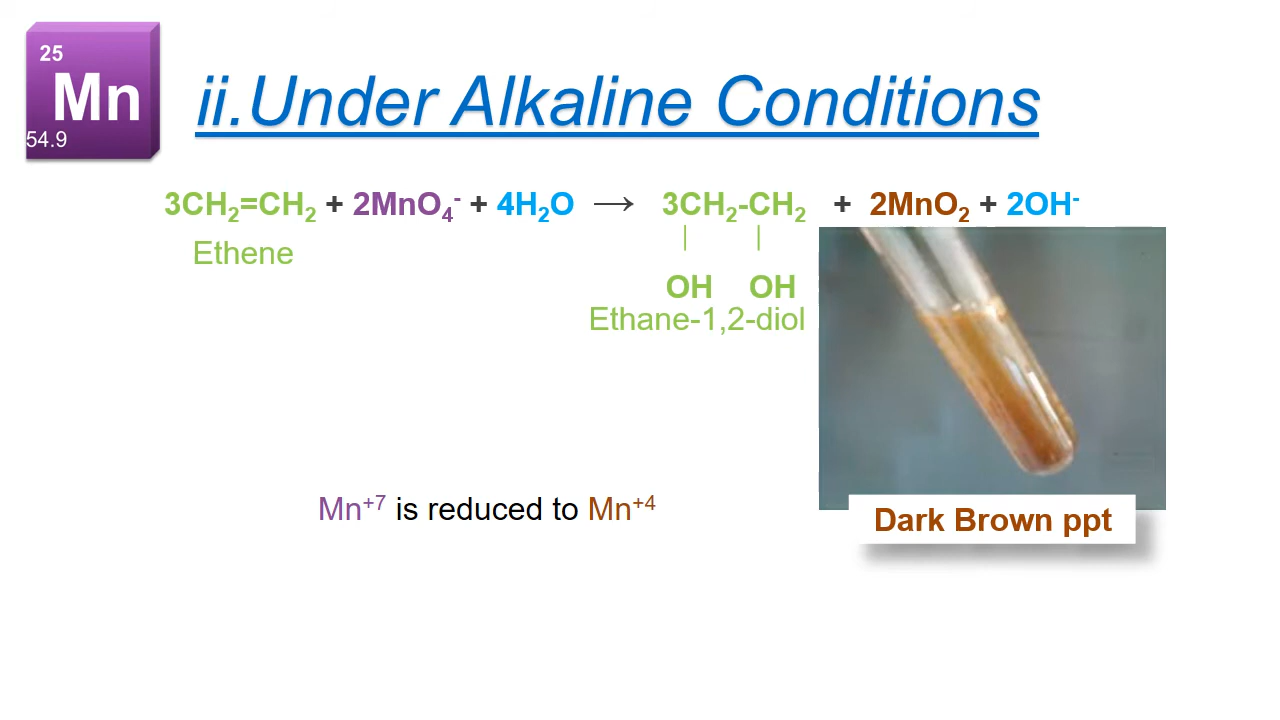 25
Mn
54.9
ii.Under Alkaline Conditions
3CH₂=CH₂ + 2MnO₄⁻ + 4H₂O → 3CH₂-CH₂ + 2MnO₂ + 2OH⁻
| |
Ethene
OH OH
Ethane-1,2-diol
Mn⁺⁷ is reduced to Mn⁺⁴
Dark Brown ppt